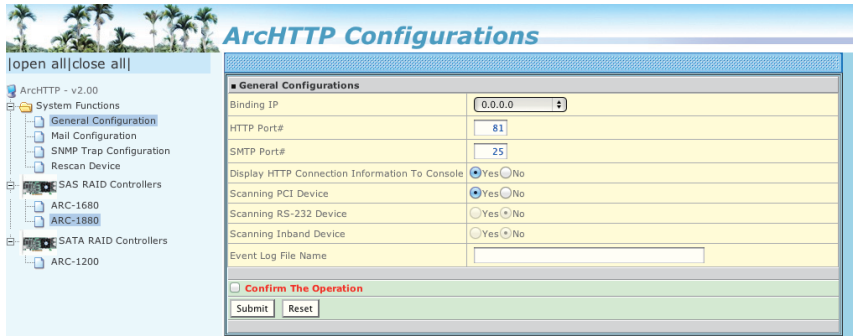 ArcHTTP Configurations
|open all|close all|
ArcHTTP - v2.00
System Functions
General Configuration
Mail Configuration
SNMP Trap Configuration
Rescan Device
SAS RAID Controllers
ARC-1680
ARC-1880
SATA RAID Controllers
ARC-1200
General Configurations
Binding IP 0.0.0.0
HTTP Port# 81
SMTP Port# 25
Display HTTP Connection Information To Console Yes No
Scanning PCI Device Yes No
Scanning RS-232 Device Yes No
Scanning Inband Device Yes No
Event Log File Name
Confirm The Operation
Submit Reset